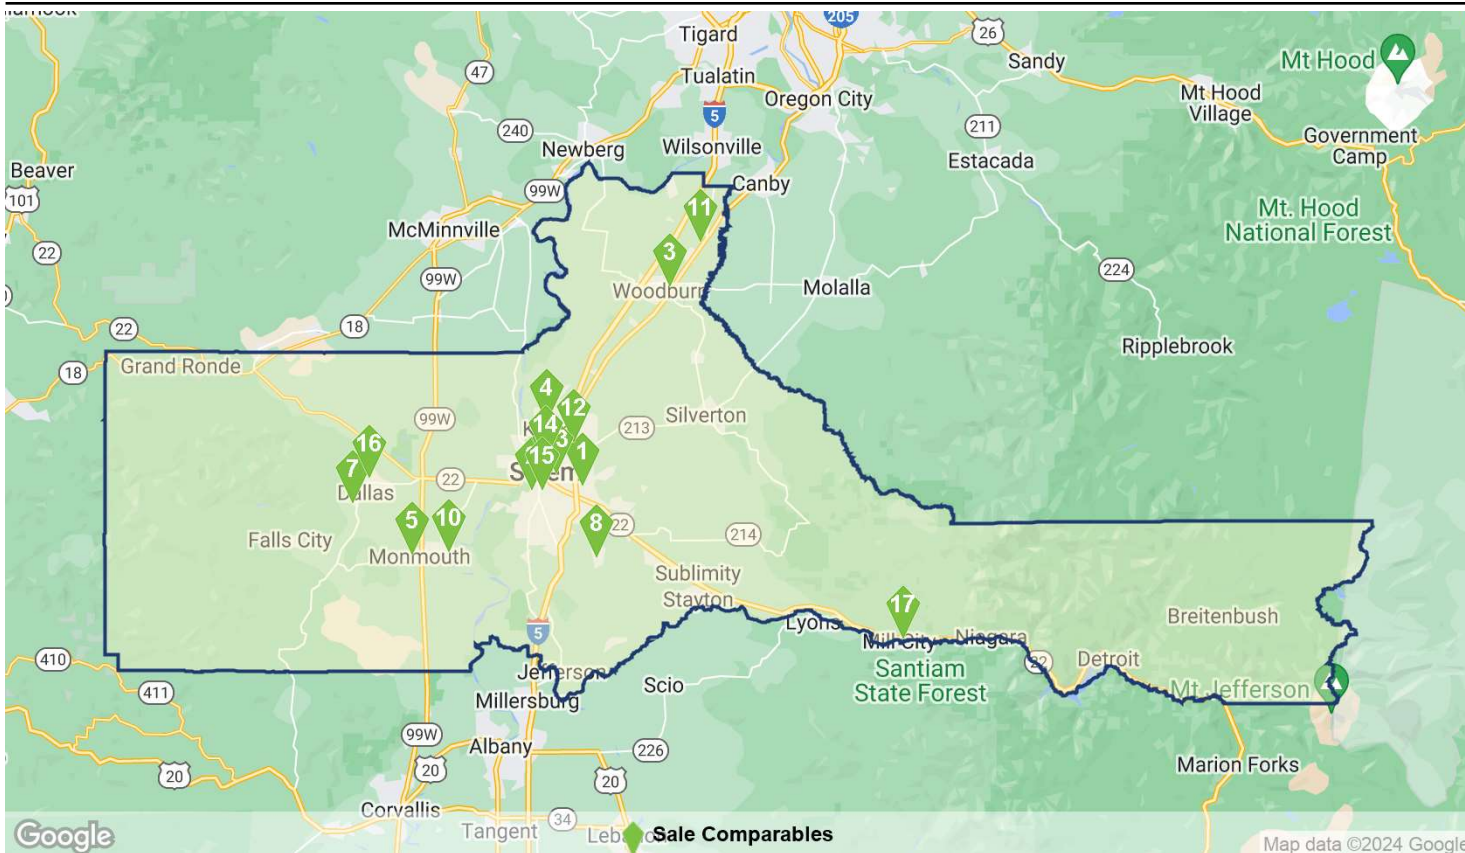 205
Tigard
26
Sandy
Mt Hood
47
Tualatin
Oregon City
Mt Hood
Village
5
240
211
Government
Camp
Newberg
Wilsonville
Estacada
Beaver
101
99W
Canby
11
Mt. Hood
National Forest
McMinnville
22
3
224
99W
Woodburn
Molalla
22
18
Ripplebrook
Grand Ronde
18
4
12
99W
14
213
Silverton
16
3
1
7
15
22
Salem
Dallas
5
10
8
22
214
Falls City
Monmouth
Sublimity
Stayton
17
Breitenbush
5
Lyons
Mill City
Niagara
410
22
Detroit
Jefferson
Scio
Santiam
State Forest
Mt. Jefferson
411
Millersburg
99W
Albany
226
20
20
20
Marion Forks
Corvallis
34
Tangent
Lebanon
Sale Comparables
Google
Map data ©2024 Google